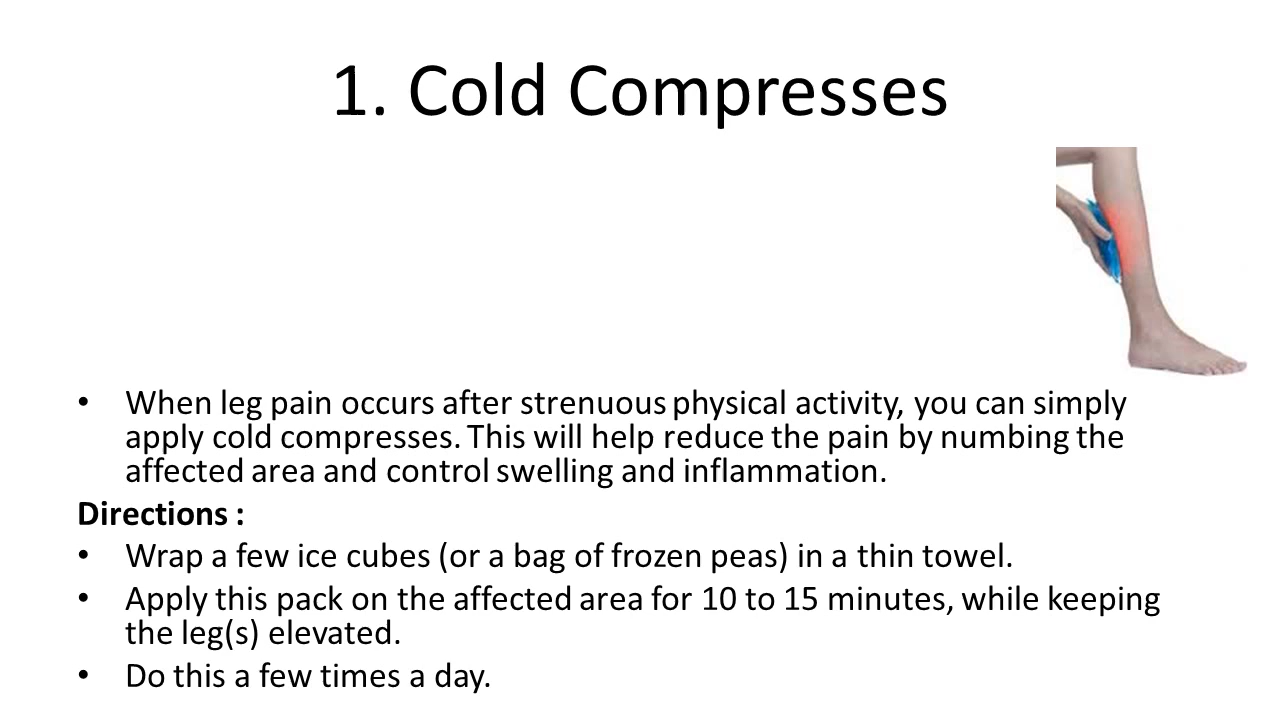 1. Cold Compresses
• When leg pain occurs after strenuous physical activity, you can simply
apply cold compresses. This will help reduce the pain by numbing the
affected area and control swelling and inflammation.
Directions :
• Wrap a few ice cubes (or a bag of frozen peas) in a thin towel.
• Apply this pack on the affected area for 10 to 15 minutes, while keeping
the leg(s) elevated.
• Do this a few times a day.